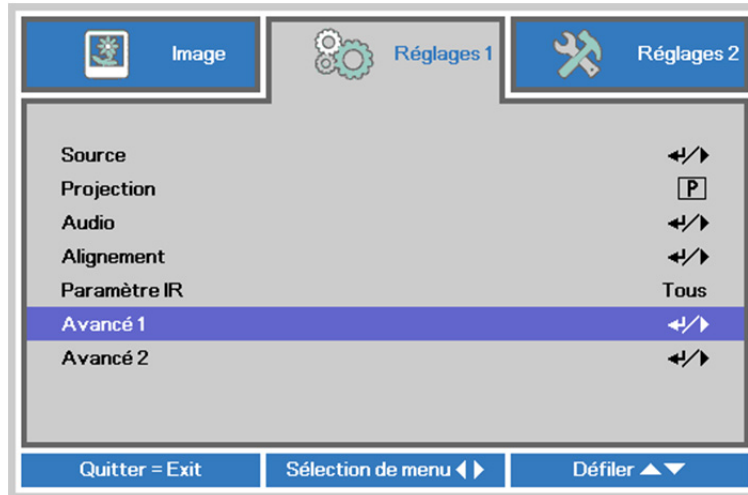 Image
Réglages 1
Réglages 2
Source
Projection P
Audio
Alignement
Paramètre IR Tous
Avancé 1
Avancé 2
Quitter = Exit
Sélection de menu
Défiler